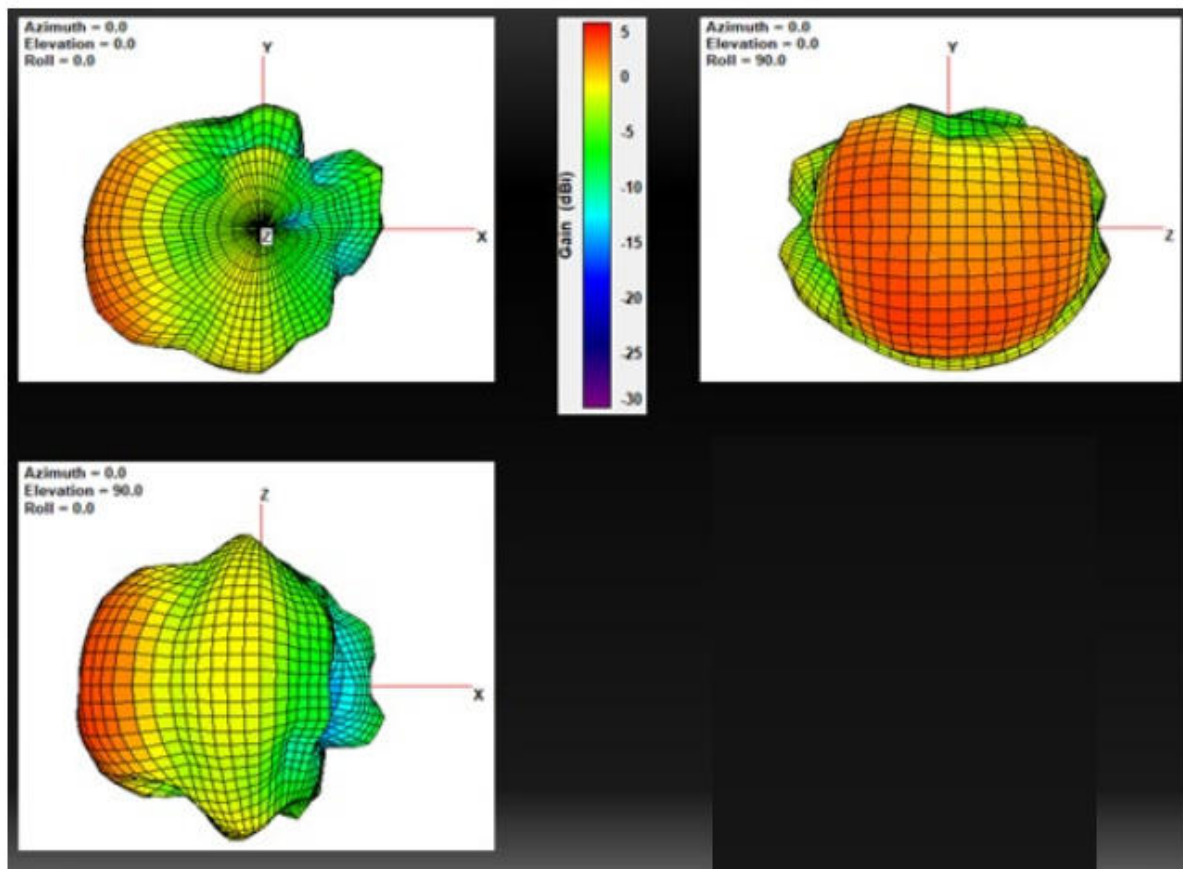 Azimuth = 0.0
Elevation = 0.0
Roll = 0.0
Y
X
Z
5
0
-5
-10
-15
-20
-25
-30
Gain (dBi)
Azimuth = 0.0
Elevation = 0.0
Roll = 90.0
Y
Z
Azimuth = 0.0
Elevation = 90.0
Roll = 0.0
Z
X